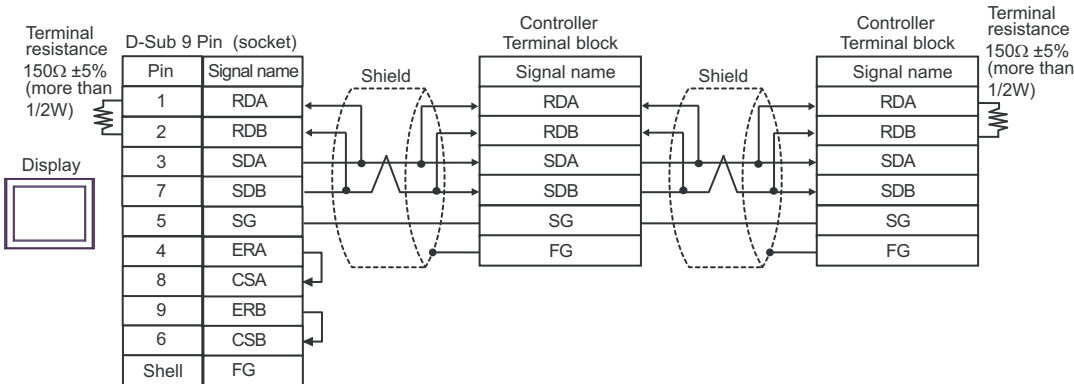 Terminal
resistance
150Ω ±5%
(more than
1/2W)
Display
D-Sub 9 Pin (socket)
Pin Signal name
1 RDA
2 RDB
3 SDA
7 SDB
5 SG
4 ERA
8 CSA
9 ERB
6 CSB
Shell FG
Shield
Controller
Terminal block
Signal name
RDA
RDB
SDA
SDB
SG
FG
Shield
Controller
Terminal block
Signal name
RDA
RDB
SDA
SDB
SG
FG
Terminal
resistance
150Ω ±5%
(more than
1/2W)